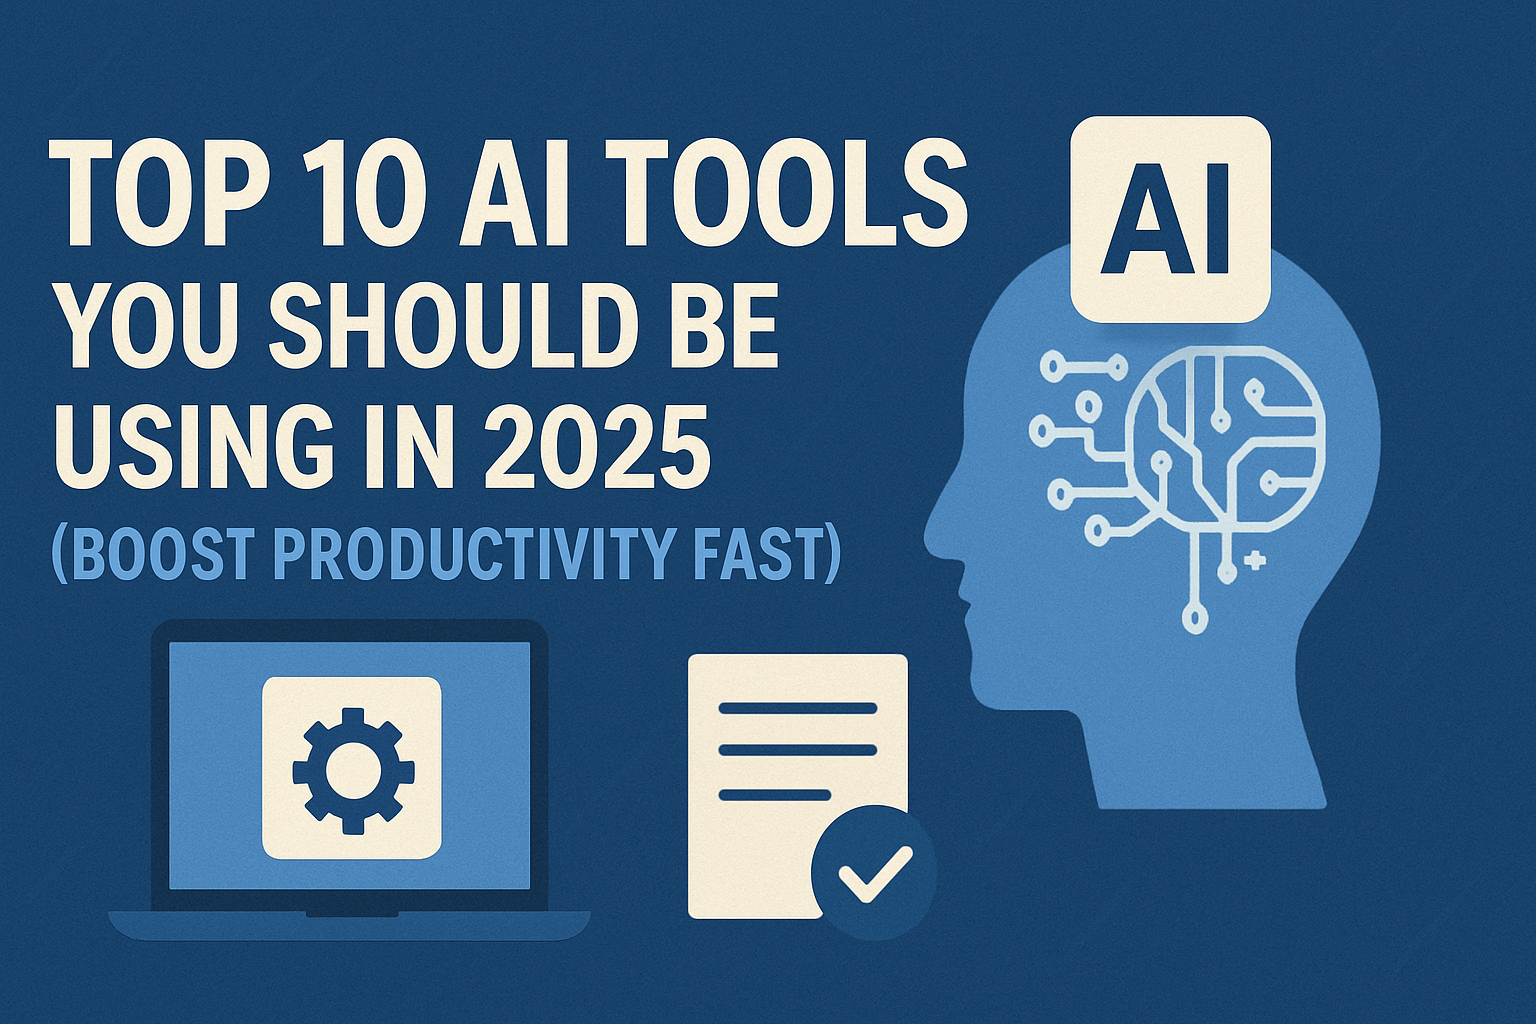 TOP 10 AI TOOLS
YOU SHOULD BE
USING IN 2025
(BOOST PRODUCTIVITY FAST)
AI